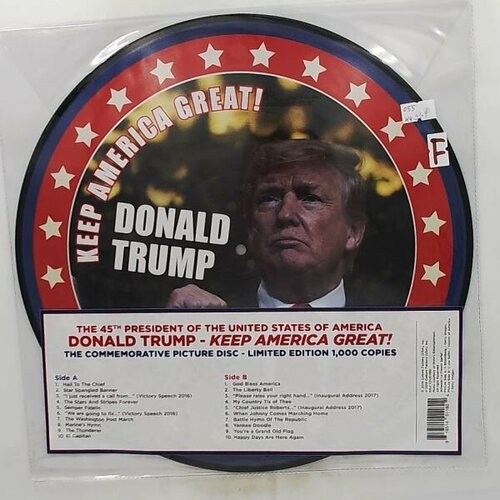 KEEP AMERICA GREAT!
DONALD
TRUMP
F
THE 45TH PRESIDENT OF THE UNITED STATES OF AMERICA
DONALD TRUMP - KEEP AMERICA GREAT!
THE COMMEMORATIVE PICTURE DISC - LIMITED EDITION 1,000 COPIES
Side A
1. Hail To The Chief
2. Star Spangled Banner
3. "I just received a call from..." (Victory Speech 2016)
4. The Stars And Stripes Forever
5. Semper Fidelis
6. "We are going to fix.." (Victory Speech 2016)
7. The Washington Post March
8. Marine's Hymn
9. The Thunderer
10. El Capitan
Side B
1. God Bless America
2. The Liberty Bell
3. "Please raise your right hand..." (Inaugural Address 2017)
4. My Country Tis of Thee
5. "Chief Justice Roberts..." (Inaugural Address 2017)
6. When Johnny Comes Marching Home
7. Battle Hymn Of The Republic
8. Yankee Doodle
9. You're a Grand Old Flag
10. Happy Days Are Here Again